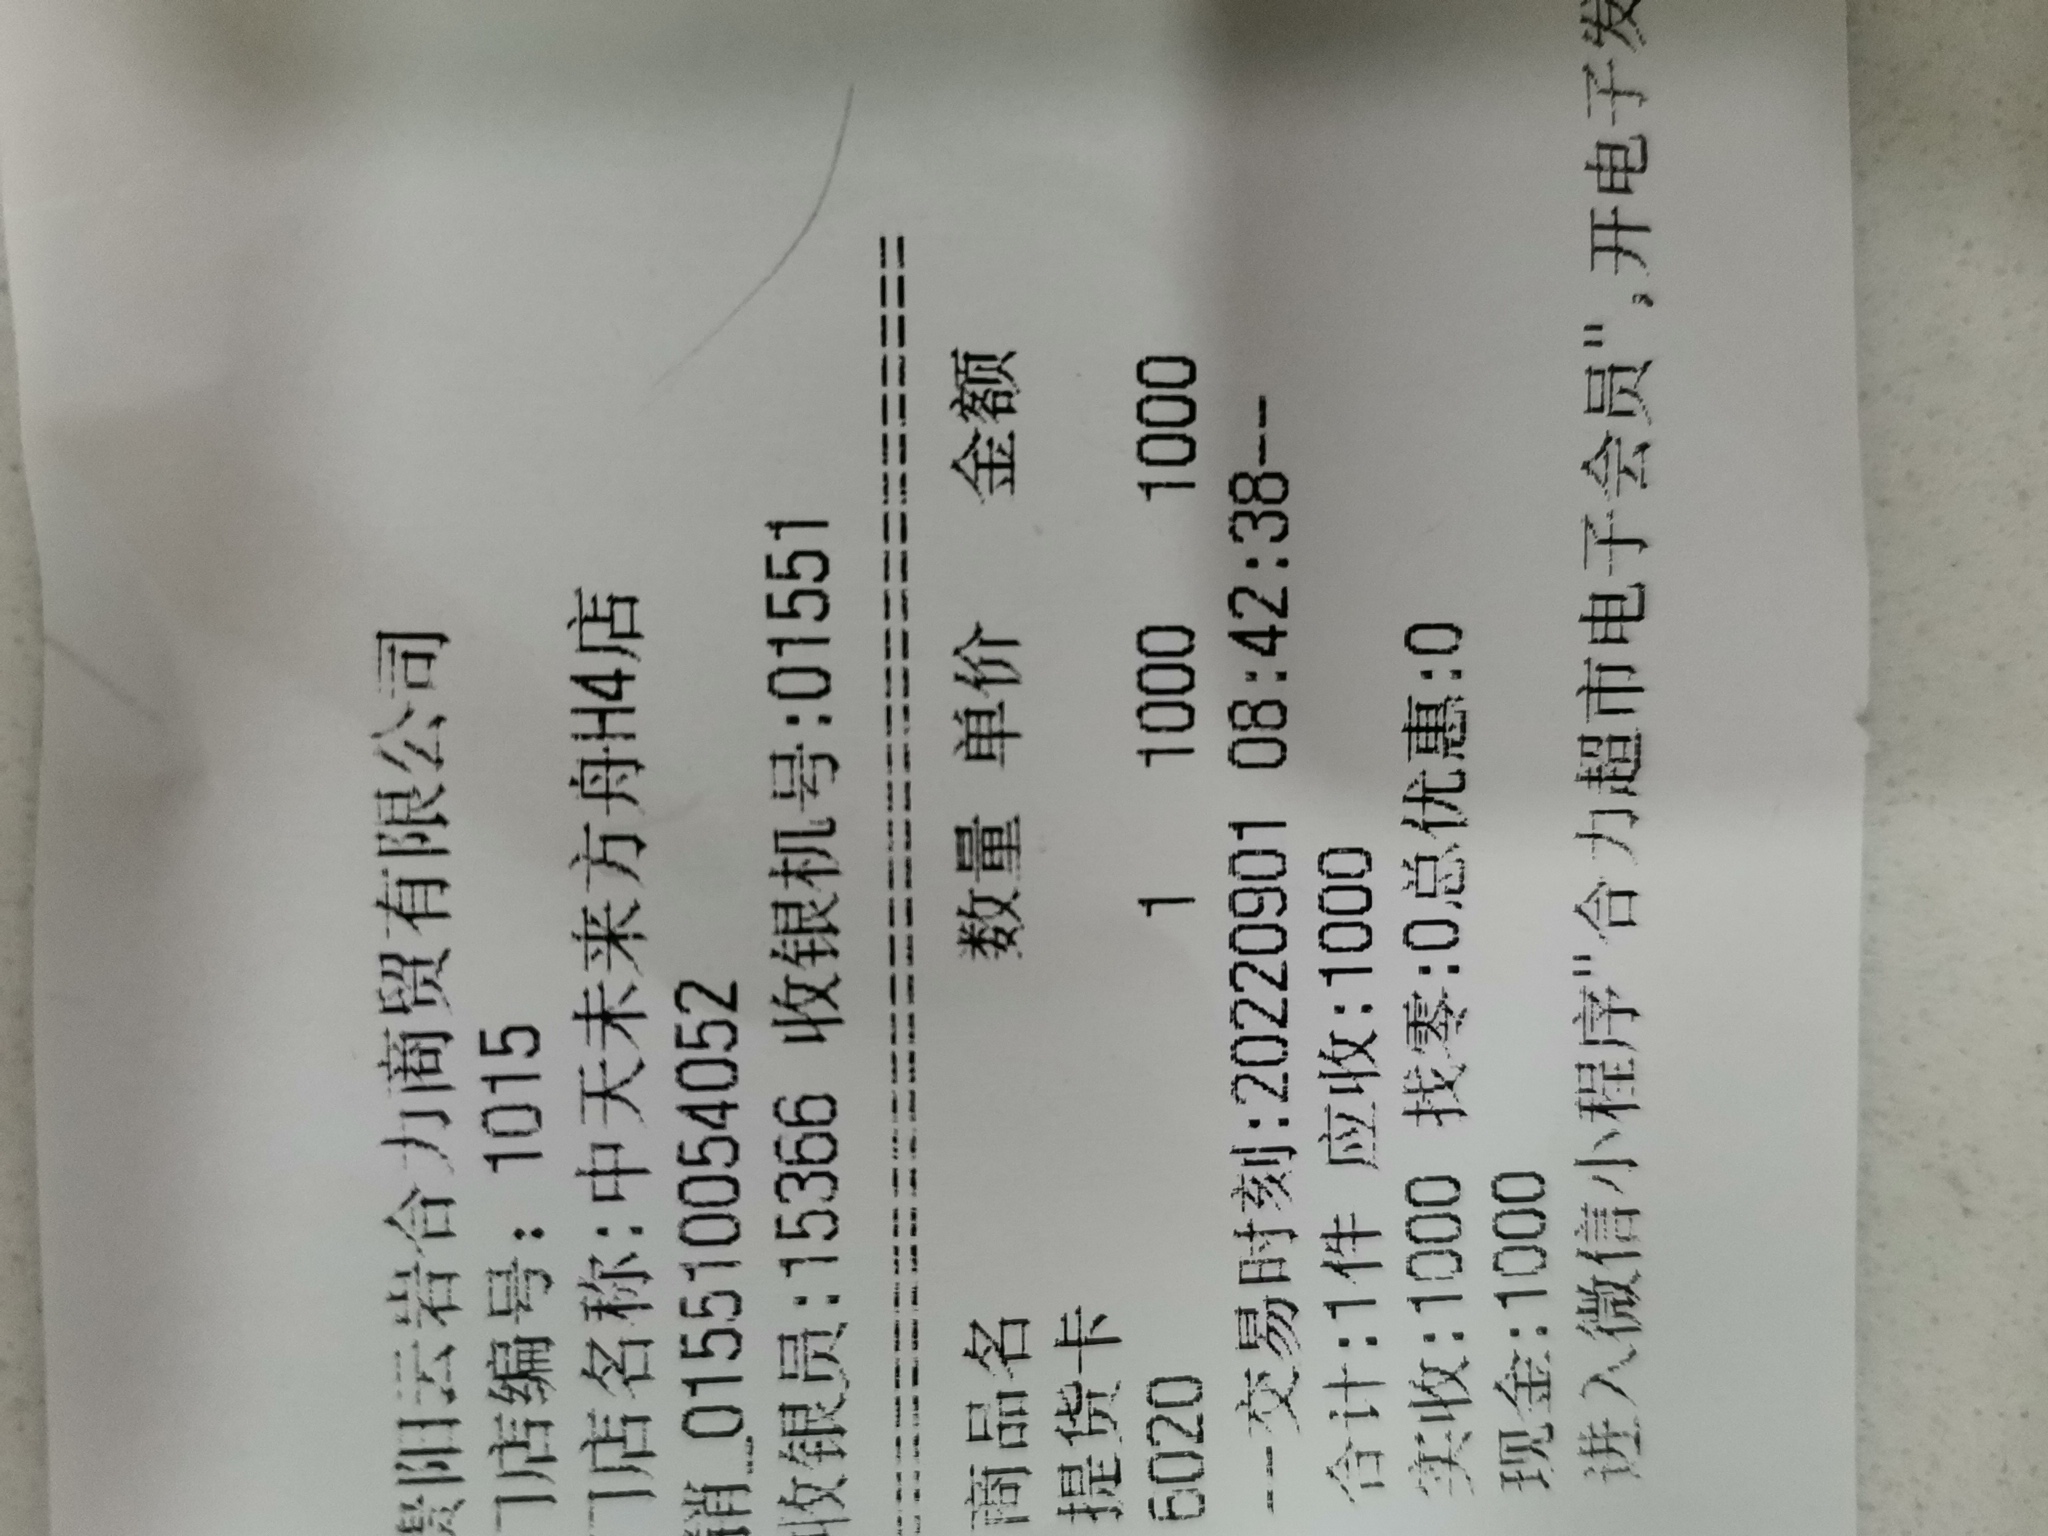 贵阳云岩合力商贸有限公司
门店编号: 1015
门店名称:中天未来方舟H4店
销_015510054052
收银员:15366 收银机号:01551
商品名 数量 单价 金额
提货卡
6020 1 1000 1000
---交易时刻:20220901 08:42:38---
合计:1件 应收:1000
实收:1000 找零:0总优惠:0
现金:1000
进入微信小程序"合力超市电子会员",开电子发